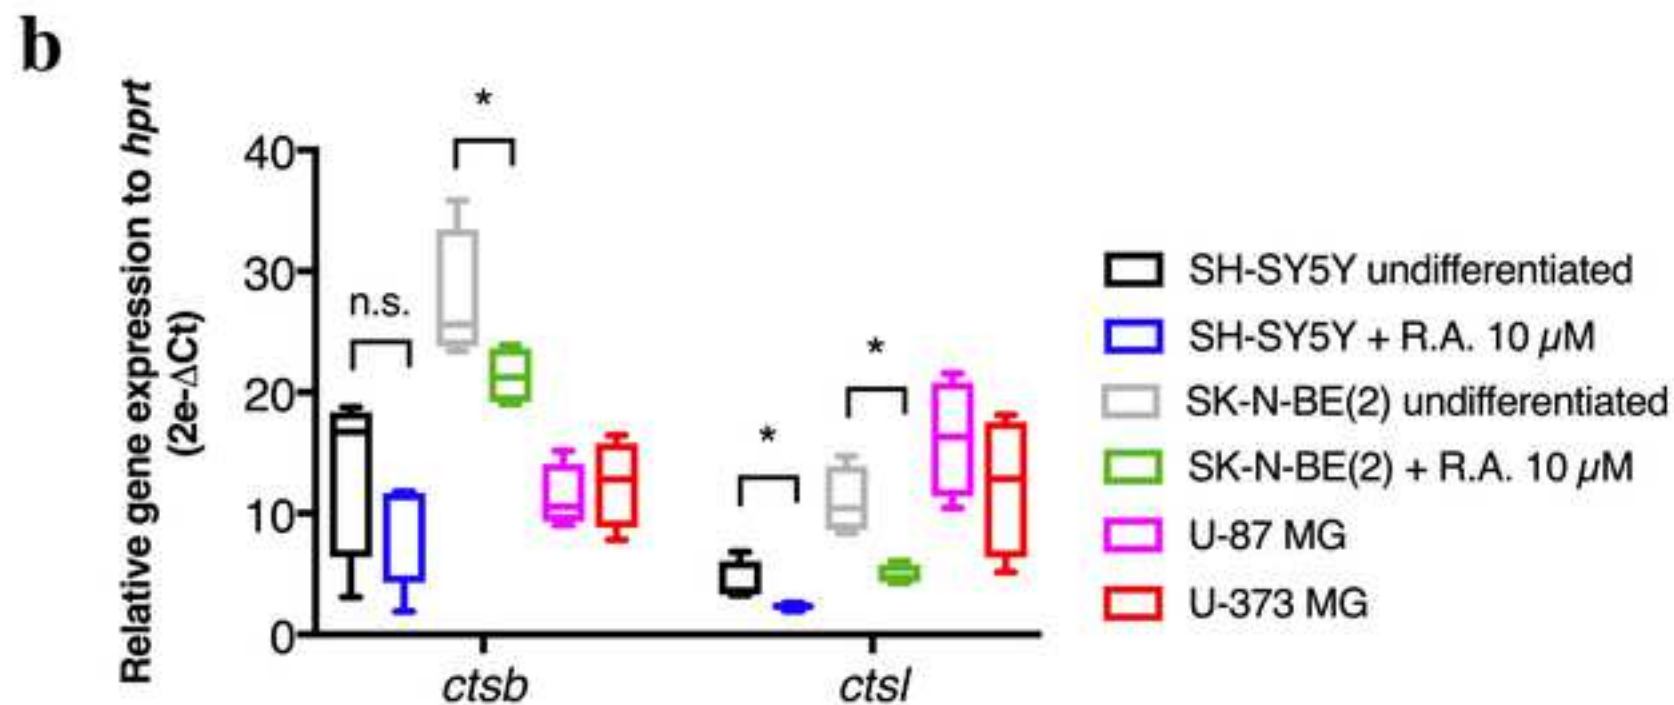 b
Relative gene expression to hprt
(2e-ΔCt)
40
30
20
10
0
n.s.
*
*
*
ctsb
ctsl
SH-SY5Y undifferentiated
SH-SY5Y + R.A. 10 µM
SK-N-BE(2) undifferentiated
SK-N-BE(2) + R.A. 10 µM
U-87 MG
U-373 MG